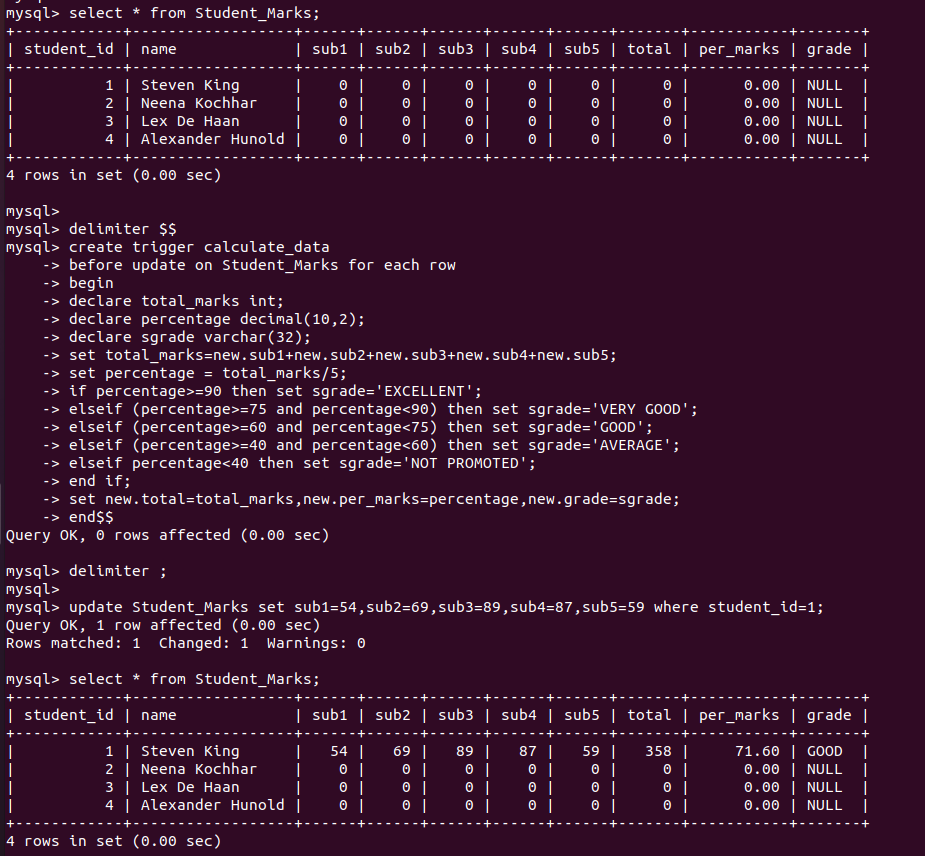 mysql> select * from Student_Marks;
+------------+------------------+------+------+------+------+------+-------+-----------+-------+
| student_id | name             | sub1 | sub2 | sub3 | sub4 | sub5 | total | per_marks | grade |
+------------+------------------+------+------+------+------+------+-------+-----------+-------+
|          1 | Steven King      |    0 |    0 |    0 |    0 |    0 |     0 |      0.00 | NULL  |
|          2 | Neena Kochhar    |    0 |    0 |    0 |    0 |    0 |     0 |      0.00 | NULL  |
|          3 | Lex De Haan      |    0 |    0 |    0 |    0 |    0 |     0 |      0.00 | NULL  |
|          4 | Alexander Hunold |    0 |    0 |    0 |    0 |    0 |     0 |      0.00 | NULL  |
+------------+------------------+------+------+------+------+------+-------+-----------+-------+
4 rows in set (0.00 sec)

mysql>
mysql> delimiter $$
mysql> create trigger calculate_data
    -> before update on Student_Marks for each row
    -> begin
    -> declare total_marks int;
    -> declare percentage decimal(10,2);
    -> declare sgrade varchar(32);
    -> set total_marks=new.sub1+new.sub2+new.sub3+new.sub4+new.sub5;
    -> set percentage = total_marks/5;
    -> if percentage>=90 then set sgrade='EXCELLENT';
    -> elseif (percentage>=75 and percentage<90) then set sgrade='VERY GOOD';
    -> elseif (percentage>=60 and percentage<75) then set sgrade='GOOD';
    -> elseif (percentage>=40 and percentage<60) then set sgrade='AVERAGE';
    -> elseif percentage<40 then set sgrade='NOT PROMOTED';
    -> end if;
    -> set new.total=total_marks,new.per_marks=percentage,new.grade=sgrade;
    -> end$$
Query OK, 0 rows affected (0.00 sec)

mysql> delimiter ;
mysql>
mysql> update Student_Marks set sub1=54,sub2=69,sub3=89,sub4=87,sub5=59 where student_id=1;
Query OK, 1 row affected (0.00 sec)
Rows matched: 1  Changed: 1  Warnings: 0

mysql> select * from Student_Marks;
+------------+------------------+------+------+------+------+------+-------+-----------+-------+
| student_id | name             | sub1 | sub2 | sub3 | sub4 | sub5 | total | per_marks | grade |
+------------+------------------+------+------+------+------+------+-------+-----------+-------+
|          1 | Steven King      |   54 |   69 |   89 |   87 |   59 |   358 |     71.60 | GOOD  |
|          2 | Neena Kochhar    |    0 |    0 |    0 |    0 |    0 |     0 |      0.00 | NULL  |
|          3 | Lex De Haan      |    0 |    0 |    0 |    0 |    0 |     0 |      0.00 | NULL  |
|          4 | Alexander Hunold |    0 |    0 |    0 |    0 |    0 |     0 |      0.00 | NULL  |
+------------+------------------+------+------+------+------+------+-------+-----------+-------+
4 rows in set (0.00 sec)